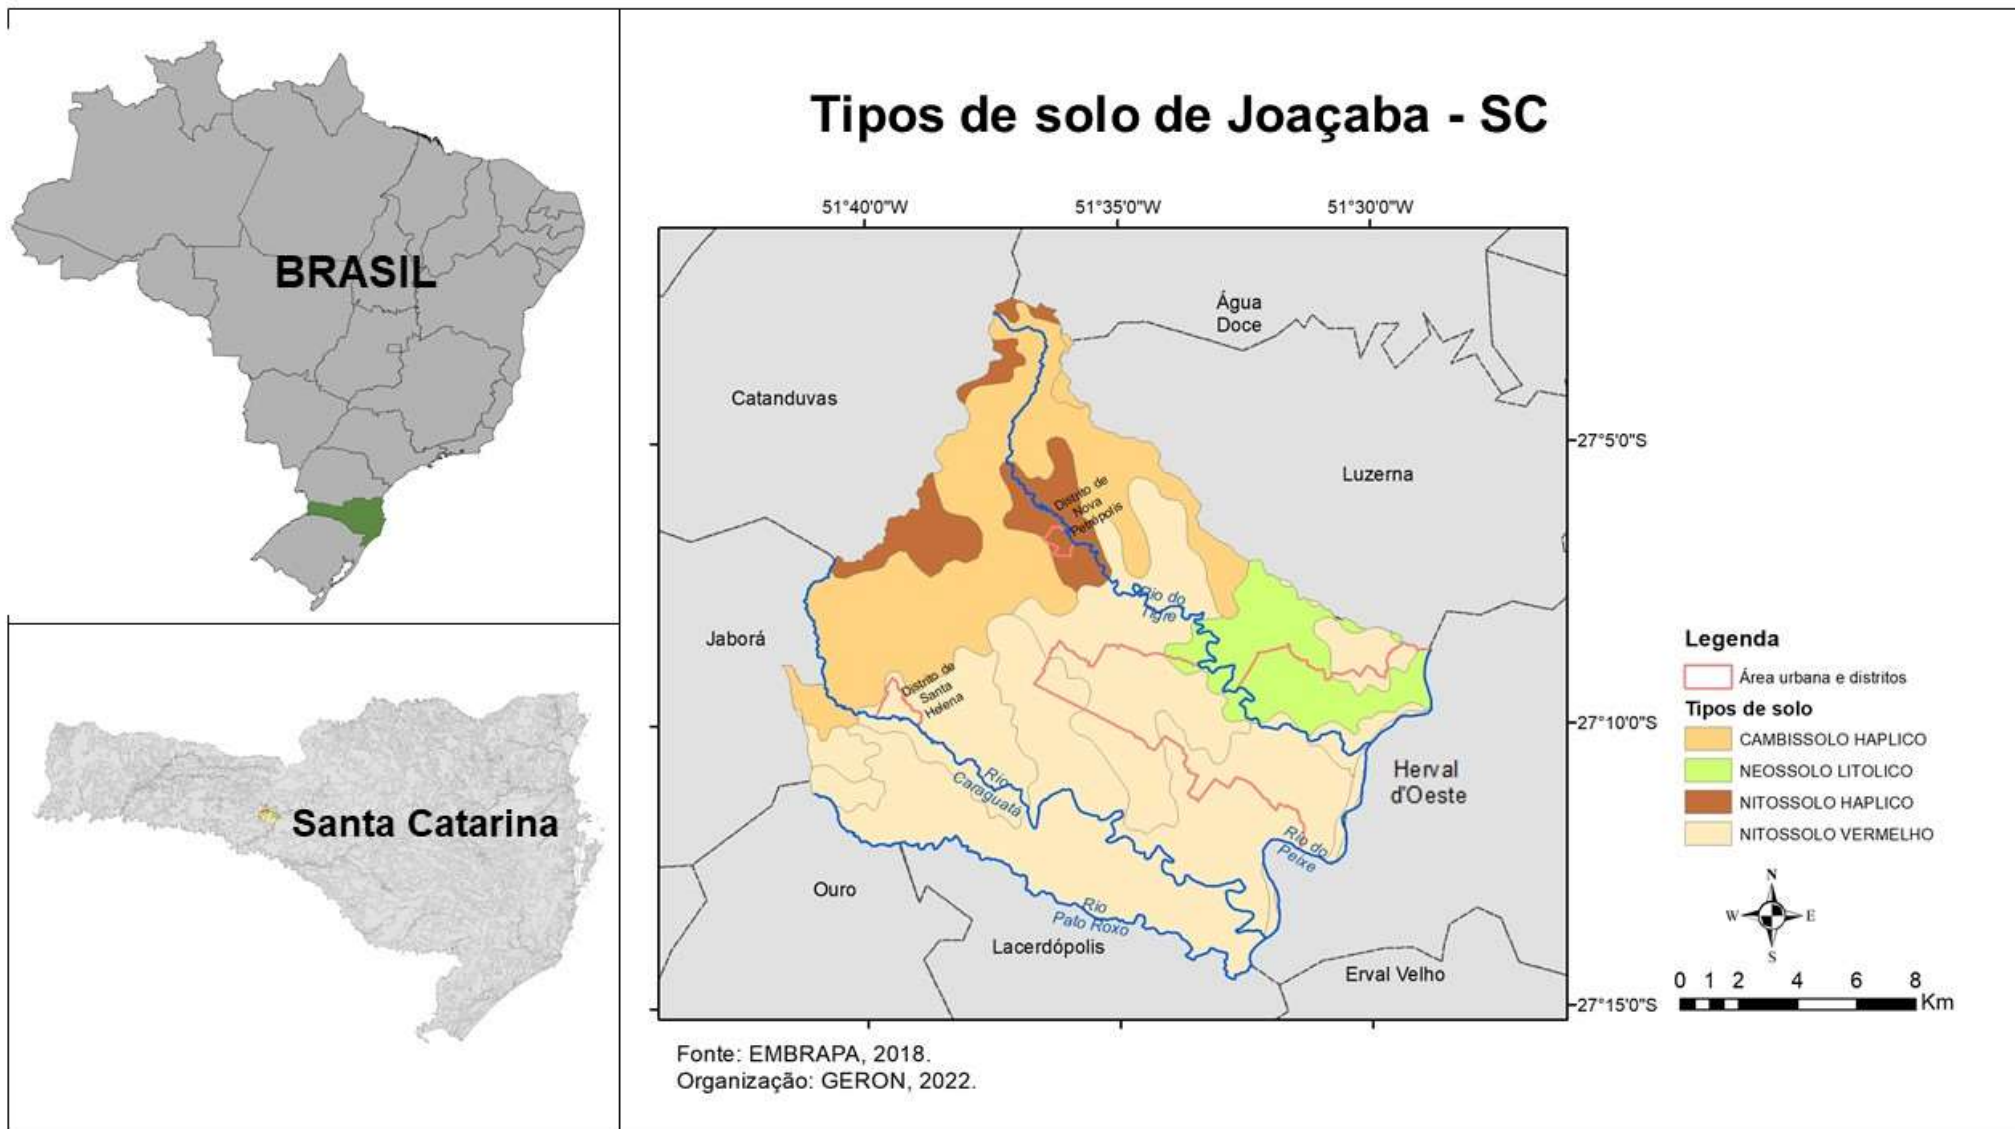 BRASIL
Santa Catarina
Tipos de solo de Joaçaba - SC
51°40'0"W
51°35'0"W
51°30'0"W
27°5'0"S
27°10'0"S
27°15'0"S
Água
Doce
Catanduvas
Luzerna
Distrito de
Nova
Petrópolis
Rio do
Tigre
Jaborá
Distrito de
Santa
Helena
Rio
Caraguatá
Herval
d'Oeste
Rio do
Peixe
Ouro
Rio
Pato Roxo
Lacerdópolis
Erval Velho
Legenda
Área urbana e distritos
Tipos de solo
CAMBISSOLO HAPLICO
NEOSSOLO LITOLICO
NITOSSOLO HAPLICO
NITOSSOLO VERMELHO
N
W
E
S
0 1 2 4 6 8
Km
Fonte: EMBRAPA, 2018.
Organização: GERON, 2022.